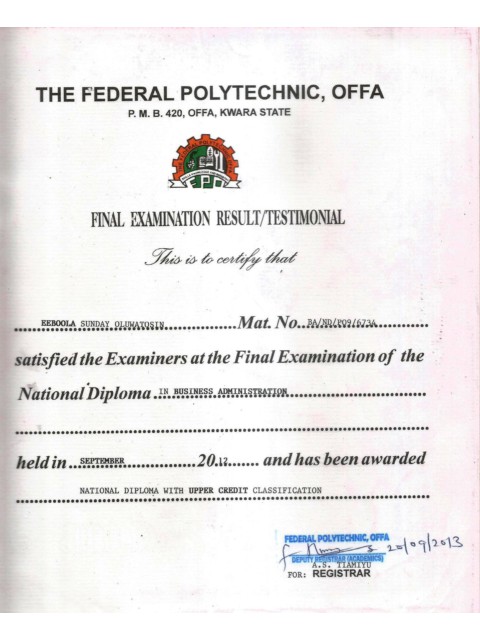 THE FEDERAL POLYTECHNIC, OFFA
P. M. B. 420, OFFA, KWARA STATE
FPO
FINAL EXAMINATION RESULT/TESTIMONIAL
This is to certify that
EEBOOLA SUNDAY OLUWATOSIN Mat. No. BA/ND/P09/6734
satisfied the Examiners at the Final Examination of the
National Diploma IN BUSINESS ADMINISTRATION
held in SEPTEMBER 20.12 and has been awarded
NATIONAL DIPLOMA WITH UPPER CREDIT CLASSIFICATION
FEDERAL POLYTECHNIC, OFFA
20/09/2013
DEPUTY REGISTRAR (ACADEMICS)
A.S. TIAMIYU
FOR: REGISTRAR